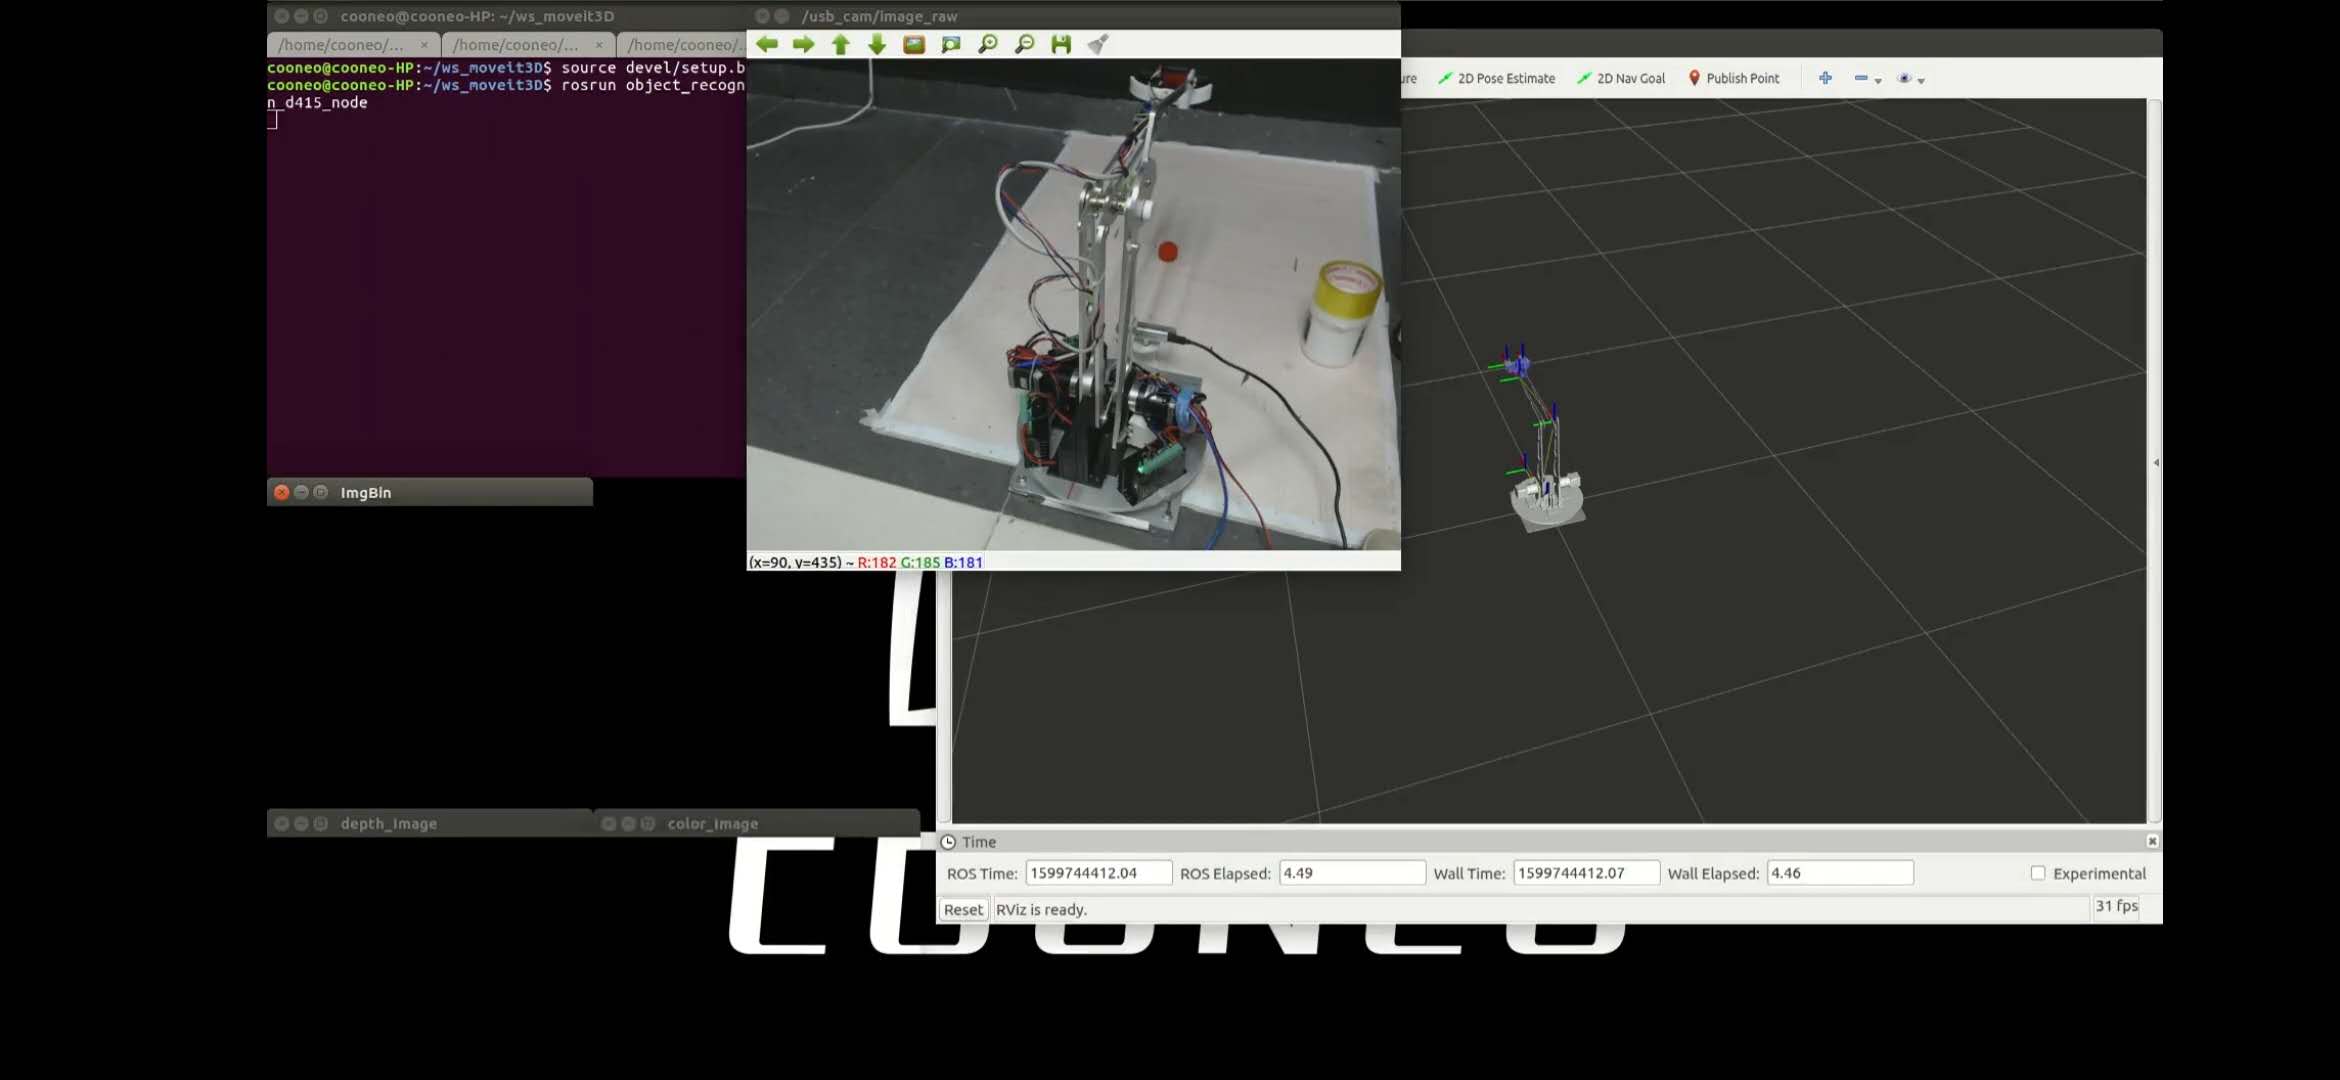 cooneo@cooneo-HP: ~/ws_moveit3D
/home/cooneo/... × /home/cooneo/... × /home/cooneo/..
cooneo@cooneo-HP:~/ws_moveit3D$ source devel/setup.b
cooneo@cooneo-HP:~/ws_moveit3D$ rosrun object_recogn
n_d415_node
/usb_cam/image_raw
(x=90, y=435) ~ R:182 G:185 B:181
ure 2D Pose Estimate 2D Nav Goal Publish Point
ImgBin
depth_image
color_image
Time
ROS Time: 1599744412.04 ROS Elapsed: 4.49 Wall Time: 1599744412.07 Wall Elapsed: 4.46 Experimental
Reset RViz is ready. 31 fps
COONEO